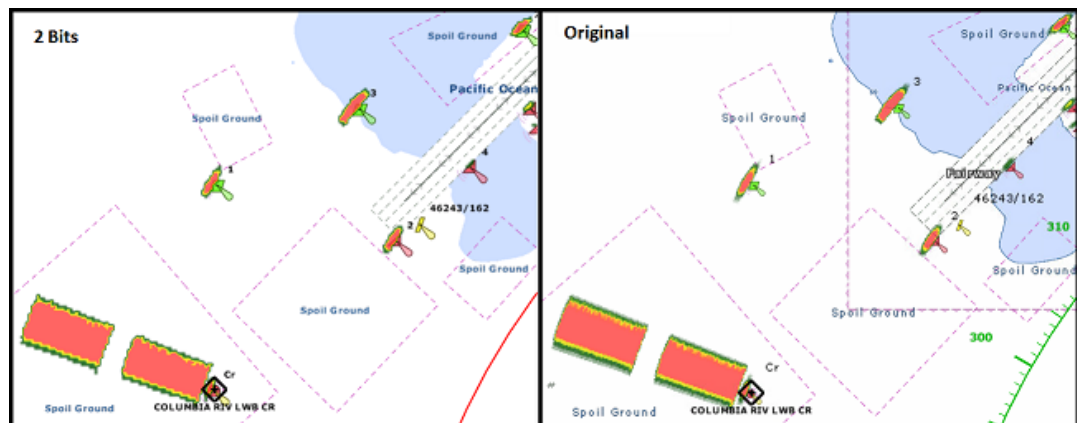 2 Bits
Spoil Ground
Pacific Ocean
3
Spoil Ground
4
1
46243/162
2
Spoil Ground
Spoil Ground
Spoil Ground
COLUMBIA RIV LWB CR
Original
Spoil Ground
Pacific Ocean
3
Spoil Ground
4
1
Fairway
46243/162
2
310
Spoil Ground
Spoil Ground
300
Cr
COLUMBIA RIV LWB CR
Spoil Ground